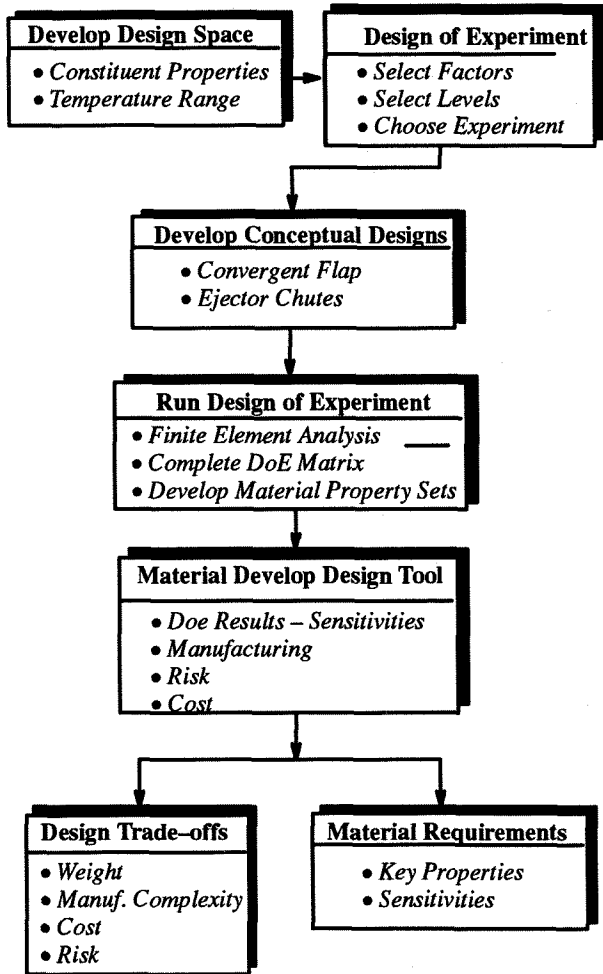 Develop Design Space
• Constituent Properties
• Temperature Range
Design of Experiment
• Select Factors
• Select Levels
• Choose Experiment
Develop Conceptual Designs
• Convergent Flap
• Ejector Chutes
Run Design of Experiment
• Finite Element Analysis
• Complete DoE Matrix
• Develop Material Property Sets
Material Develop Design Tool
• Doe Results – Sensitivities
• Manufacturing
• Risk
• Cost
Design Trade–offs
• Weight
• Manuf. Complexity
• Cost
• Risk
Material Requirements
• Key Properties
• Sensitivities